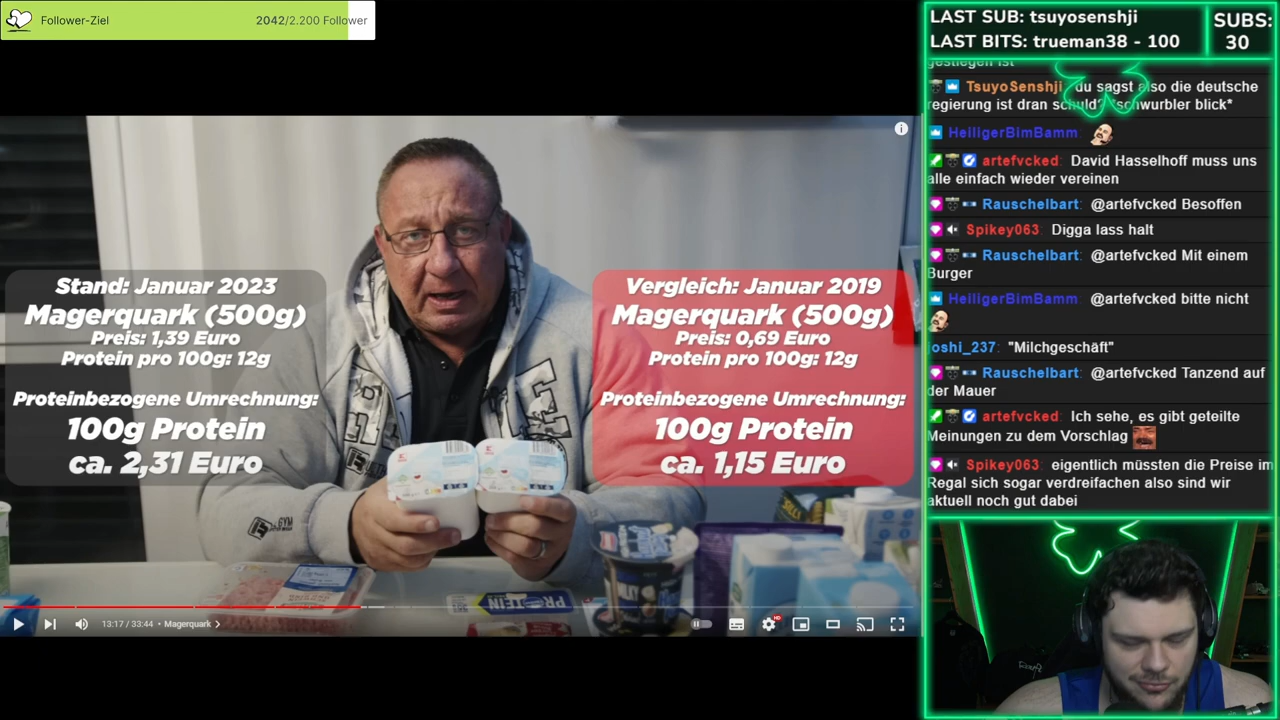 Follower-Ziel
2042/2.200 Follower
Stand: Januar 2023
Magerquark (500g)
Preis: 1,39 Euro
Protein pro 100g: 12g
Proteinbezogene Umrechnung:
100g Protein
ca. 2,31 Euro
Vergleich: Januar 2019
Magerquark (500g)
Preis: 0,69 Euro
Protein pro 100g: 12g
Proteinbezogene Umrechnung:
100g Protein
ca. 1,15 Euro
GYM
PROTEIN
13:17 / 33:44 • Magerquark
HD
LAST SUB: tsuyosenshji
LAST BITS: trueman38 - 100
SUBS:
30
gestiegen ist
TsuyoSenshji: du sagst also die deutsche
regierung ist dran schuld? *schwurbler blick*
HeiligerBimBamm:
artefvcked: David Hasselhoff muss uns
alle einfach wieder vereinen
Rauschelbart: @artefvcked Besoffen
Spikey063: Digga lass halt
Rauschelbart: @artefvcked Mit einem
Burger
HeiligerBimBamm: @artefvcked bitte nicht
joshi_237: "Milchgeschäft"
Rauschelbart: @artefvcked Tanzend auf
der Mauer
artefvcked: Ich sehe, es gibt geteilte
Meinungen zu dem Vorschlag
Spikey063: eigentlich müssten die Preise im
Regal sich sogar verdreifachen also sind wir
aktuell noch gut dabei